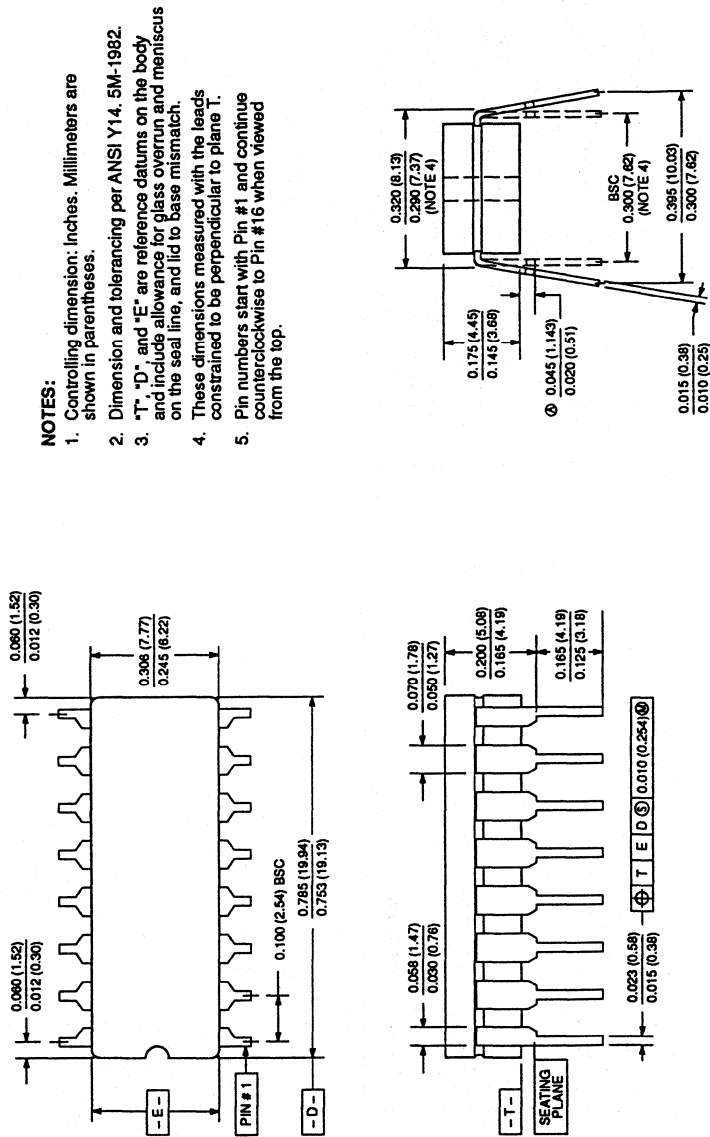 NOTES:
1. Controlling dimension: Inches. Millimeters are
shown in parentheses.
2. Dimension and tolerancing per ANSI Y14. 5M-1982.
3. "T", "D", and "E" are reference datums on the body
and include allowance for glass overrun and meniscus
on the seal line, and lid to base mismatch.
4. These dimensions measured with the leads
constrained to be perpendicular to plane T.
5. Pin numbers start with Pin #1 and continue
counterclockwise to Pin #16 when viewed
from the top.
0.060 (1.52)
0.012 (0.30)
0.060 (1.52)
0.012 (0.30)
- E -
0.306 (7.77)
0.245 (6.22)
PIN # 1
0.100 (2.54) BSC
- D -
0.785 (19.94)
0.753 (19.13)
0.058 (1.47)
0.030 (0.76)
0.070 (1.78)
0.050 (1.27)
0.200 (5.08)
0.165 (4.19)
- T -
SEATING
PLANE
0.165 (4.19)
0.125 (3.18)
0.023 (0.58)
0.015 (0.38)
⌖ T E D Ⓢ 0.010 (0.254) Ⓜ
0.320 (8.13)
0.290 (7.37)
(NOTE 4)
0.175 (4.45)
0.145 (3.68)
Ⓐ 0.045 (1.143)
0.020 (0.51)
BSC
0.300 (7.62)
(NOTE 4)
0.395 (10.03)
0.300 (7.62)
0.015 (0.38)
0.010 (0.25)